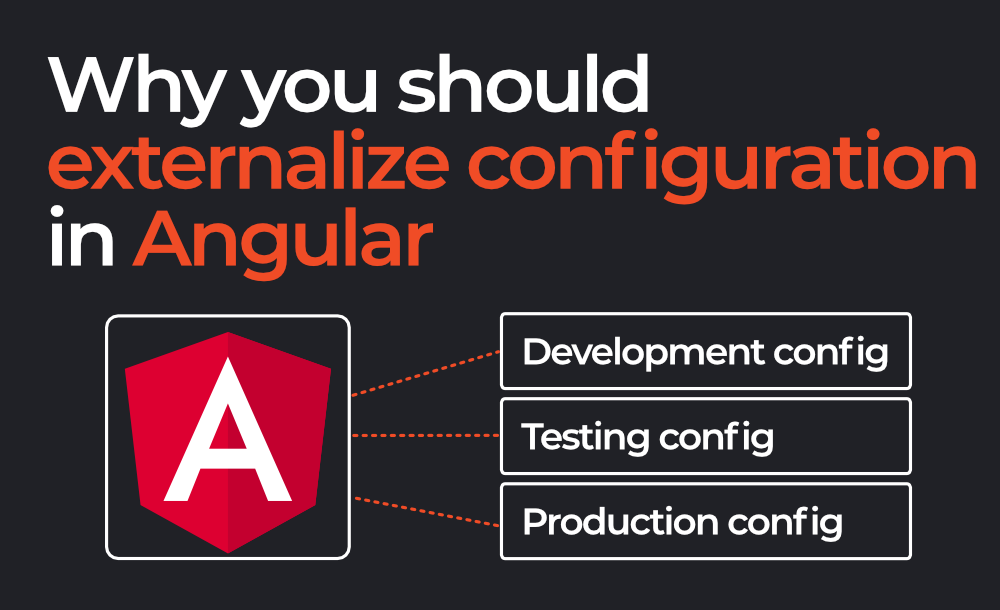 Why you should
externalize configuration
in Angular
A
Development config
Testing config
Production config